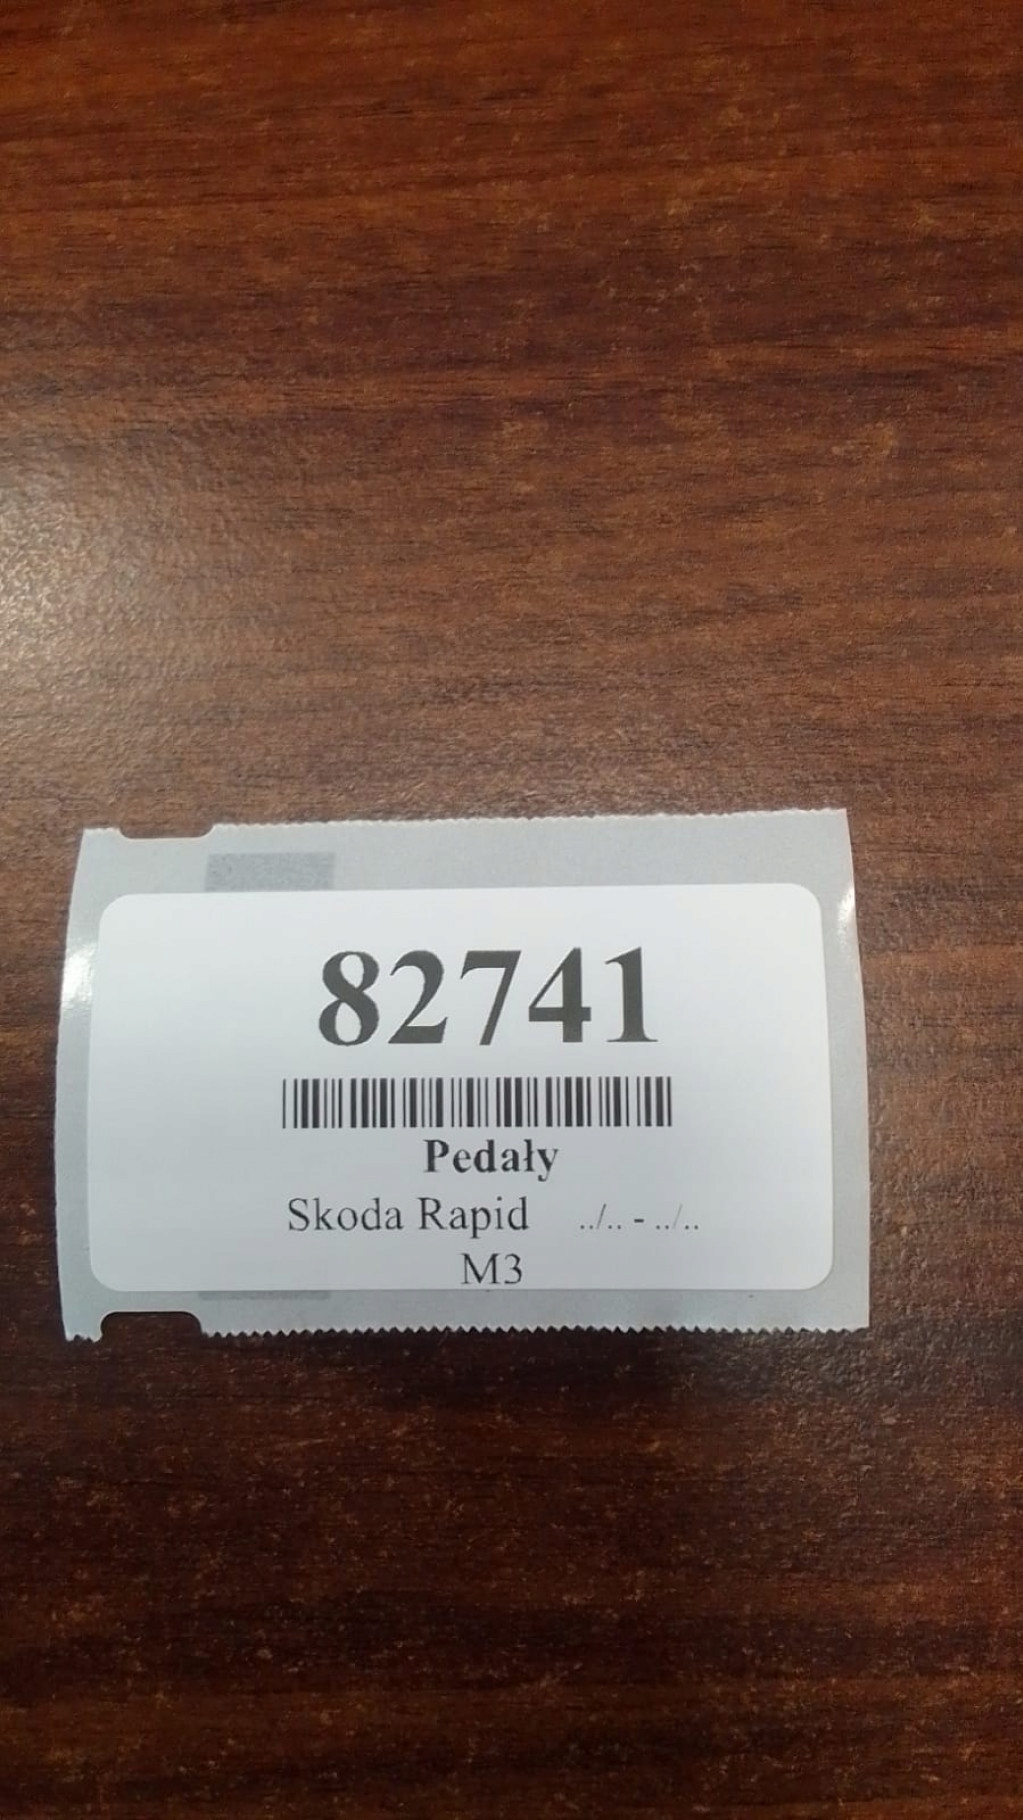 82741
Pedały
Skoda Rapid ../.. - ../..
M3